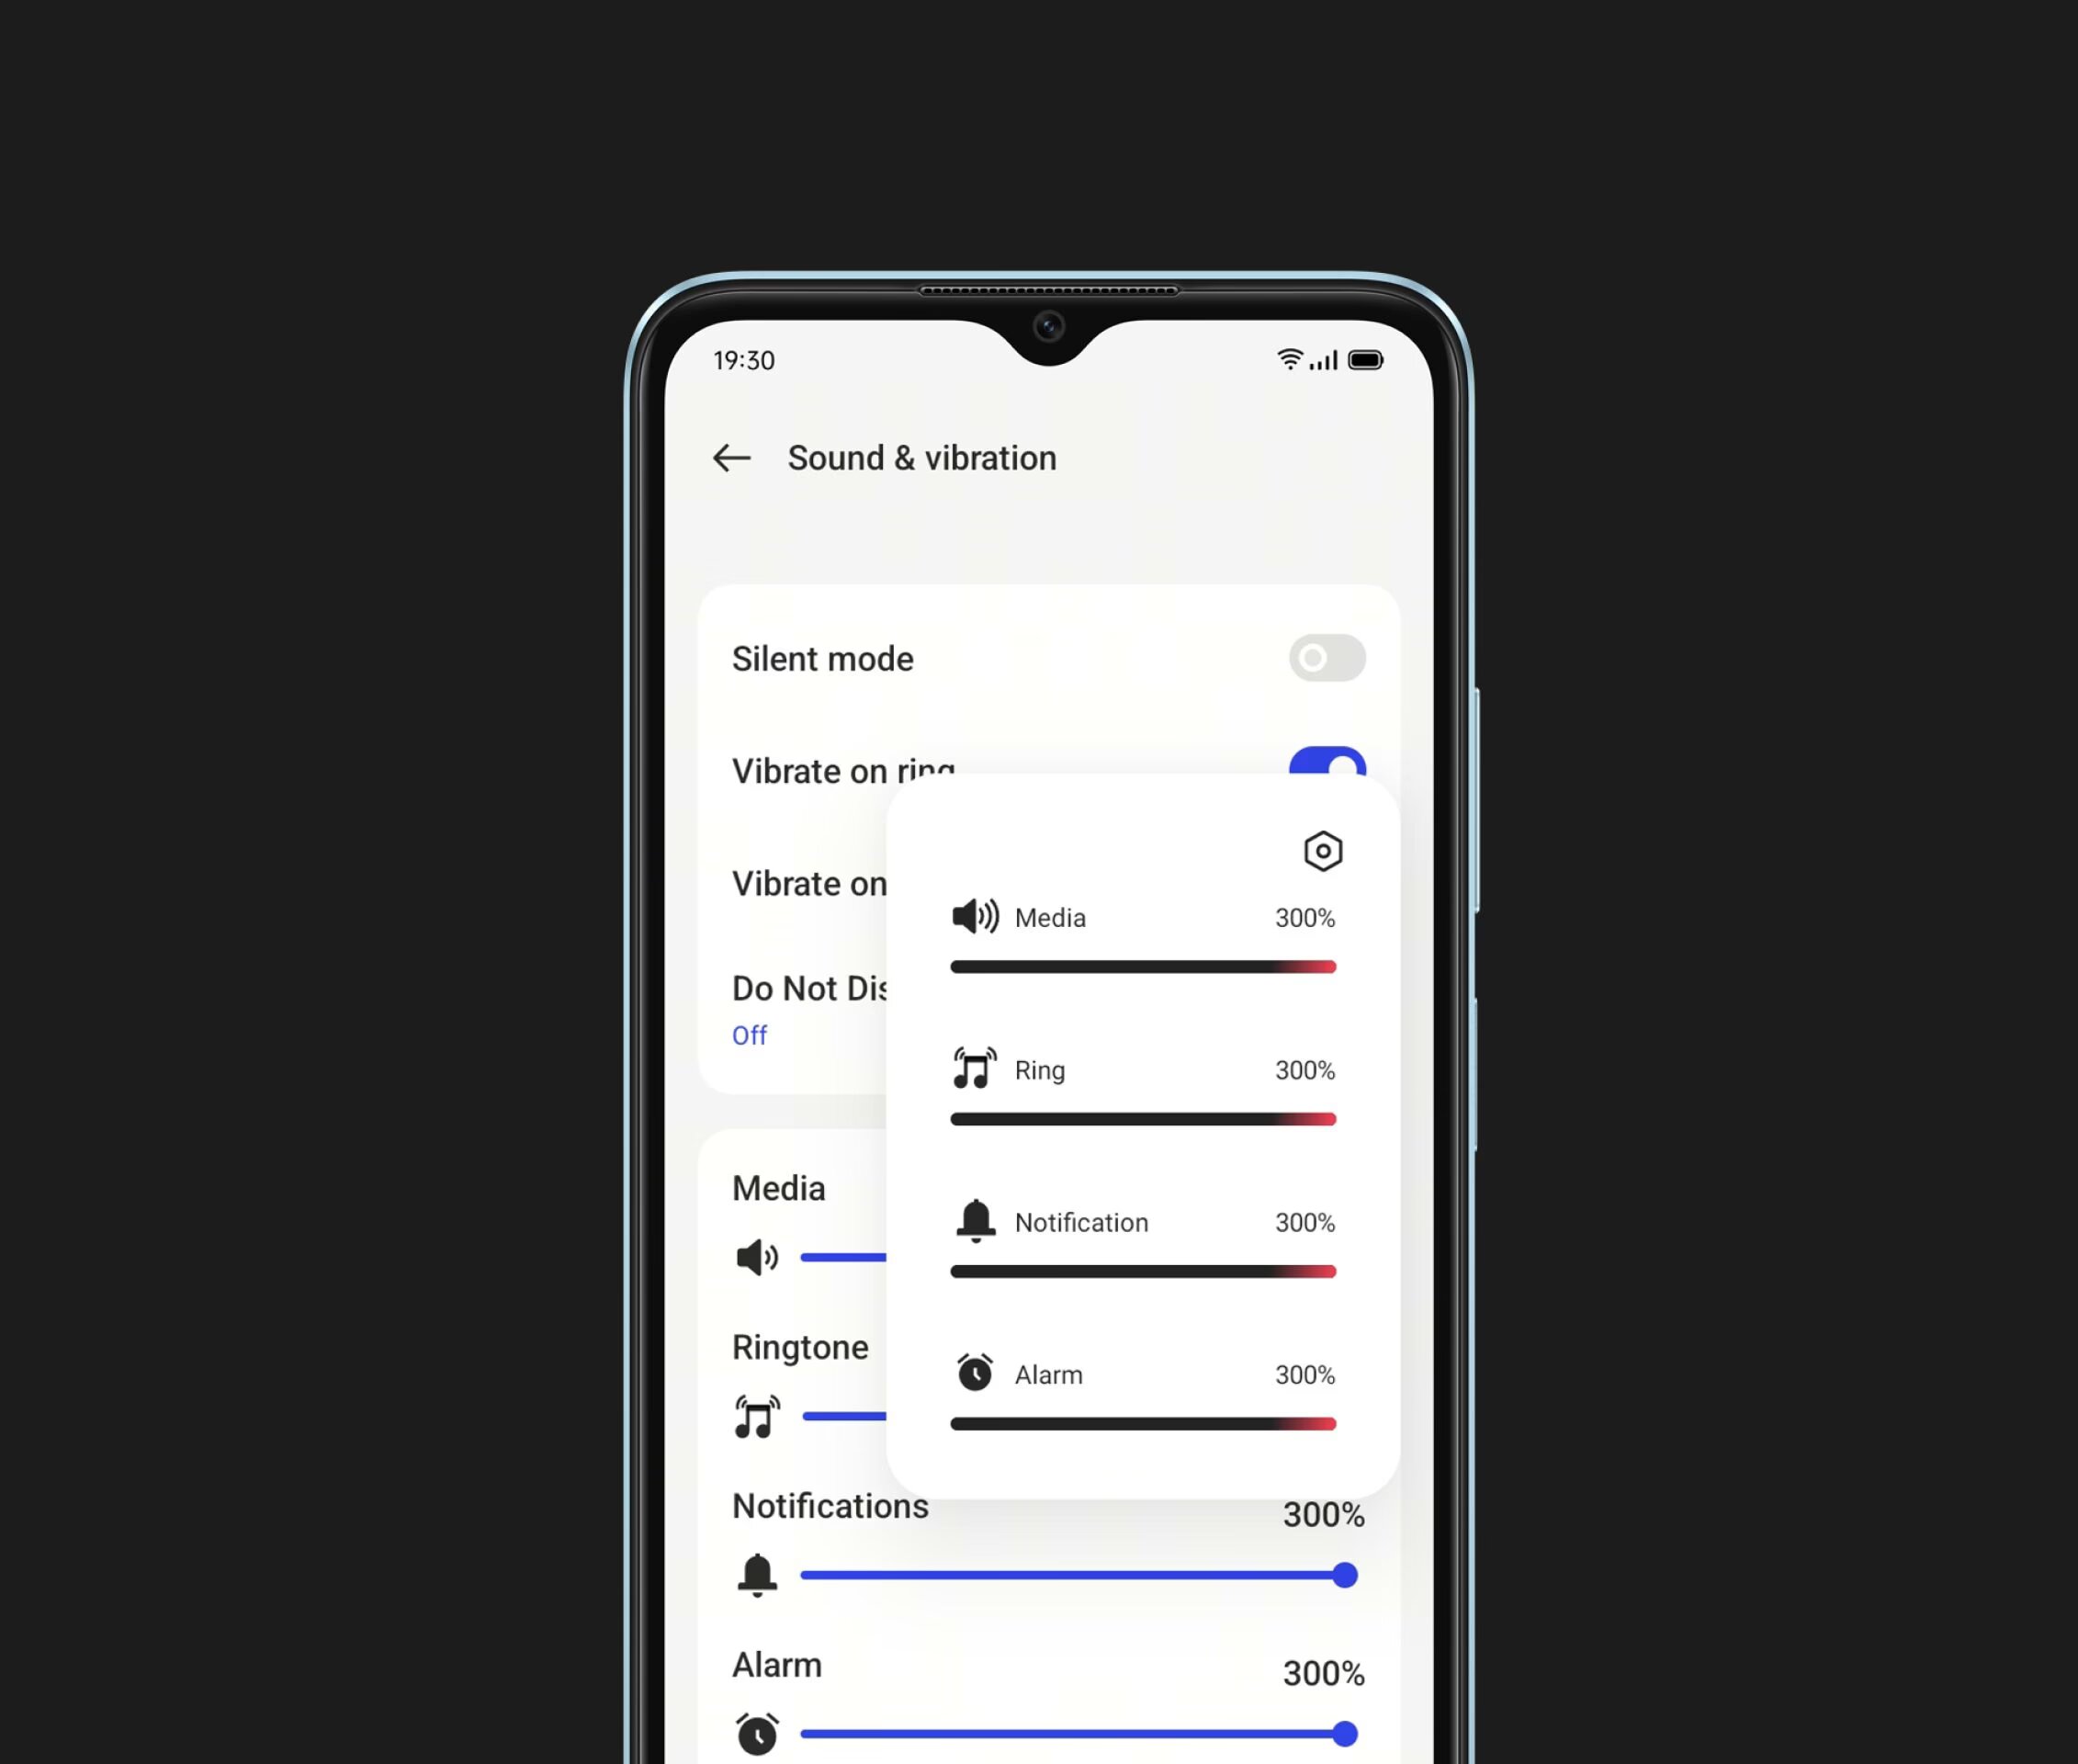 19:30
Sound & vibration
Silent mode
Vibrate on ring
Vibrate on
Do Not Dis
Off
Media 300%
Ring 300%
Notification 300%
Alarm 300%
Media
Ringtone
Notifications 300%
Alarm 300%